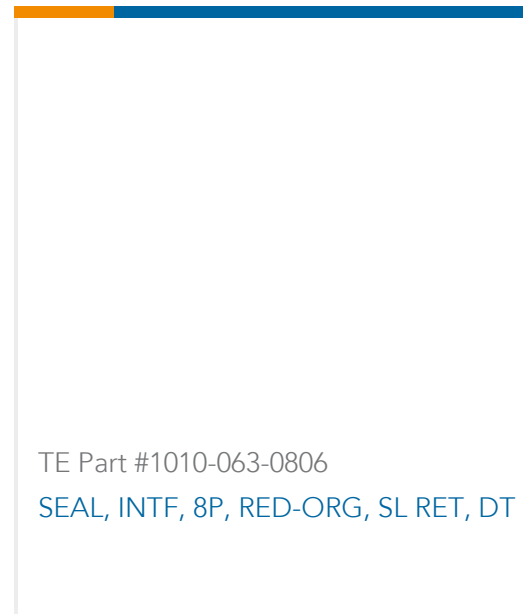 TE Part #1010-063-0806
SEAL, INTF, 8P, RED-ORG, SL RET, DT